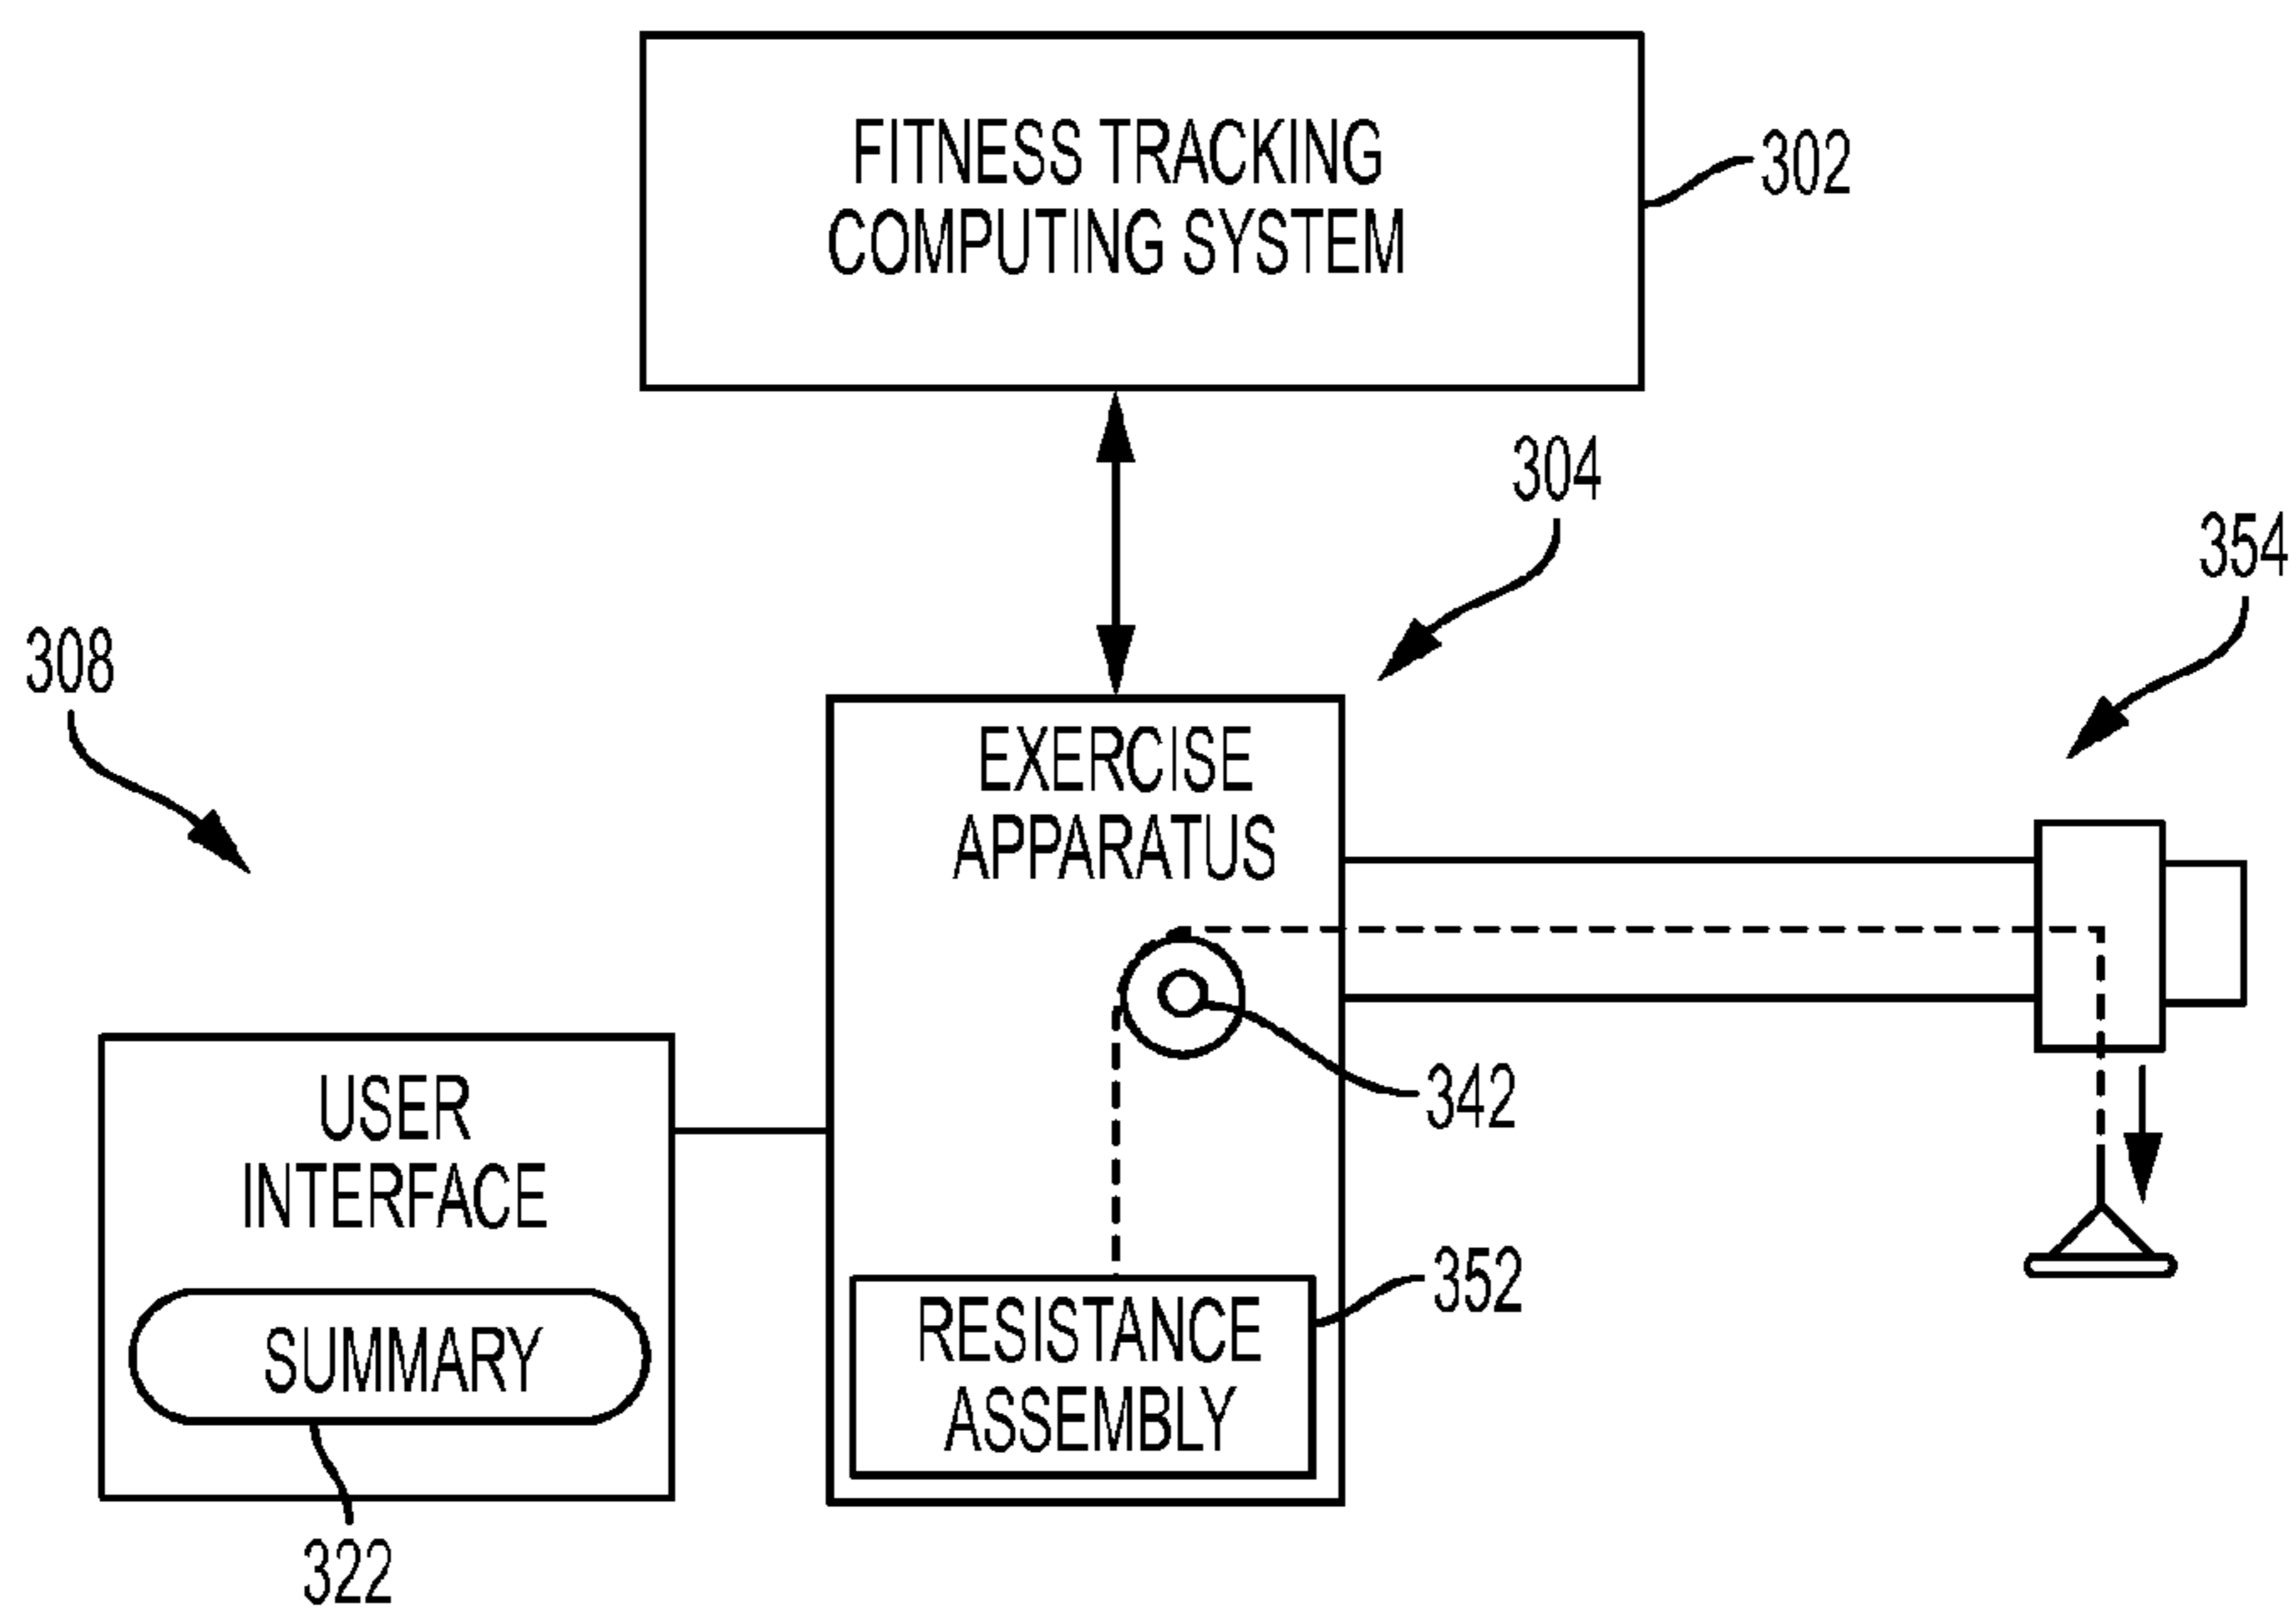 FITNESS TRACKING
COMPUTING SYSTEM
302
304
354
308
EXERCISE
APPARATUS
342
USER
INTERFACE
SUMMARY
322
352
RESISTANCE
ASSEMBLY